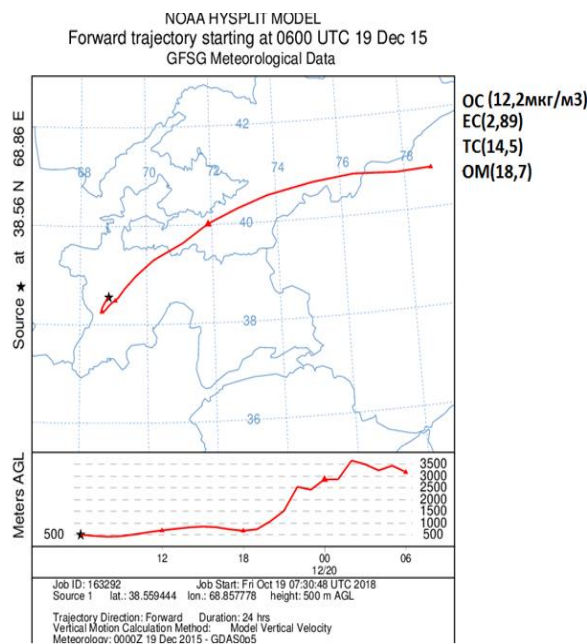 NOAA HYSPLIT MODEL
Forward trajectory starting at 0600 UTC 19 Dec 15
GFSG Meteorological Data
OC (12,2мкг/м3)
EC(2,89)
TC(14,5)
OM(18,7)
Source ★ at 38.56 N 68.86 E
42
68
70
72
74
76
78
40
38
36
Meters AGL
500
3500
3000
2500
2000
1500
1000
500
12
18
00
06
12/20
Job ID: 163292 Job Start: Fri Oct 19 07:30:48 UTC 2018
Source 1 lat.: 38.559444 lon.: 68.857778 height: 500 m AGL
Trajectory Direction: Forward Duration: 24 hrs
Vertical Motion Calculation Method: Model Vertical Velocity
Meteorology: 0000Z 19 Dec 2015 - GDAS0p5